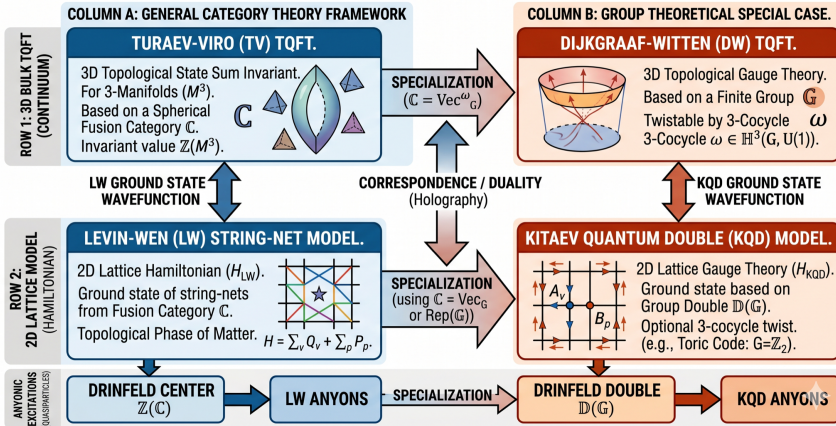 COLUMN A: GENERAL CATEGORY THEORY FRAMEWORK
COLUMN B: GROUP THEORETICAL SPECIAL CASE.
ROW 1: 3D BULK TQFT
(CONTINUUM)
TURAEV-VIRO (TV) TQFT.
3D Topological State Sum Invariant.
For 3-Manifolds (M³).
Based on a Spherical
Fusion Category ℂ.
Invariant value ℤ(M³).
ℂ
SPECIALIZATION
(ℂ = Vec^ω_G)
DIJKGRAAF-WITTEN (DW) TQFT.
3D Topological Gauge Theory.
Based on a Finite Group 𝔾
Twistable by 3-Cocycle ω
3-Cocycle ω ∈ ℍ³(G, U(1)).
LW GROUND STATE
WAVEFUNCTION
CORRESPONDENCE / DUALITY
(Holography)
KQD GROUND STATE
WAVEFUNCTION
ROW 2:
2D LATTICE MODEL
(HAMILTONIAN)
LEVIN-WEN (LW) STRING-NET MODEL.
2D Lattice Hamiltonian (H_LW).
Ground state of string-nets
from Fusion Category ℂ.
Topological Phase of Matter.
H = ∑ᵥ Qᵥ + ∑ₚ Pₚ.
SPECIALIZATION
(using ℂ = Vec_G
or Rep(𝔾))
KITAEV QUANTUM DOUBLE (KQD) MODEL.
Aᵥ
Bₚ
2D Lattice Gauge Theory (H_KQD).
Ground state based on
Group Double 𝔻(G).
Optional 3-cocycle twist.
(e.g., Toric Code: G=ℤ₂).
ANYONIC
EXCITATIONS
(QUASIPARTICLES)
DRINFELD CENTER
ℤ(ℂ)
LW ANYONS
SPECIALIZATION
DRINFELD DOUBLE
𝔻(G)
KQD ANYONS